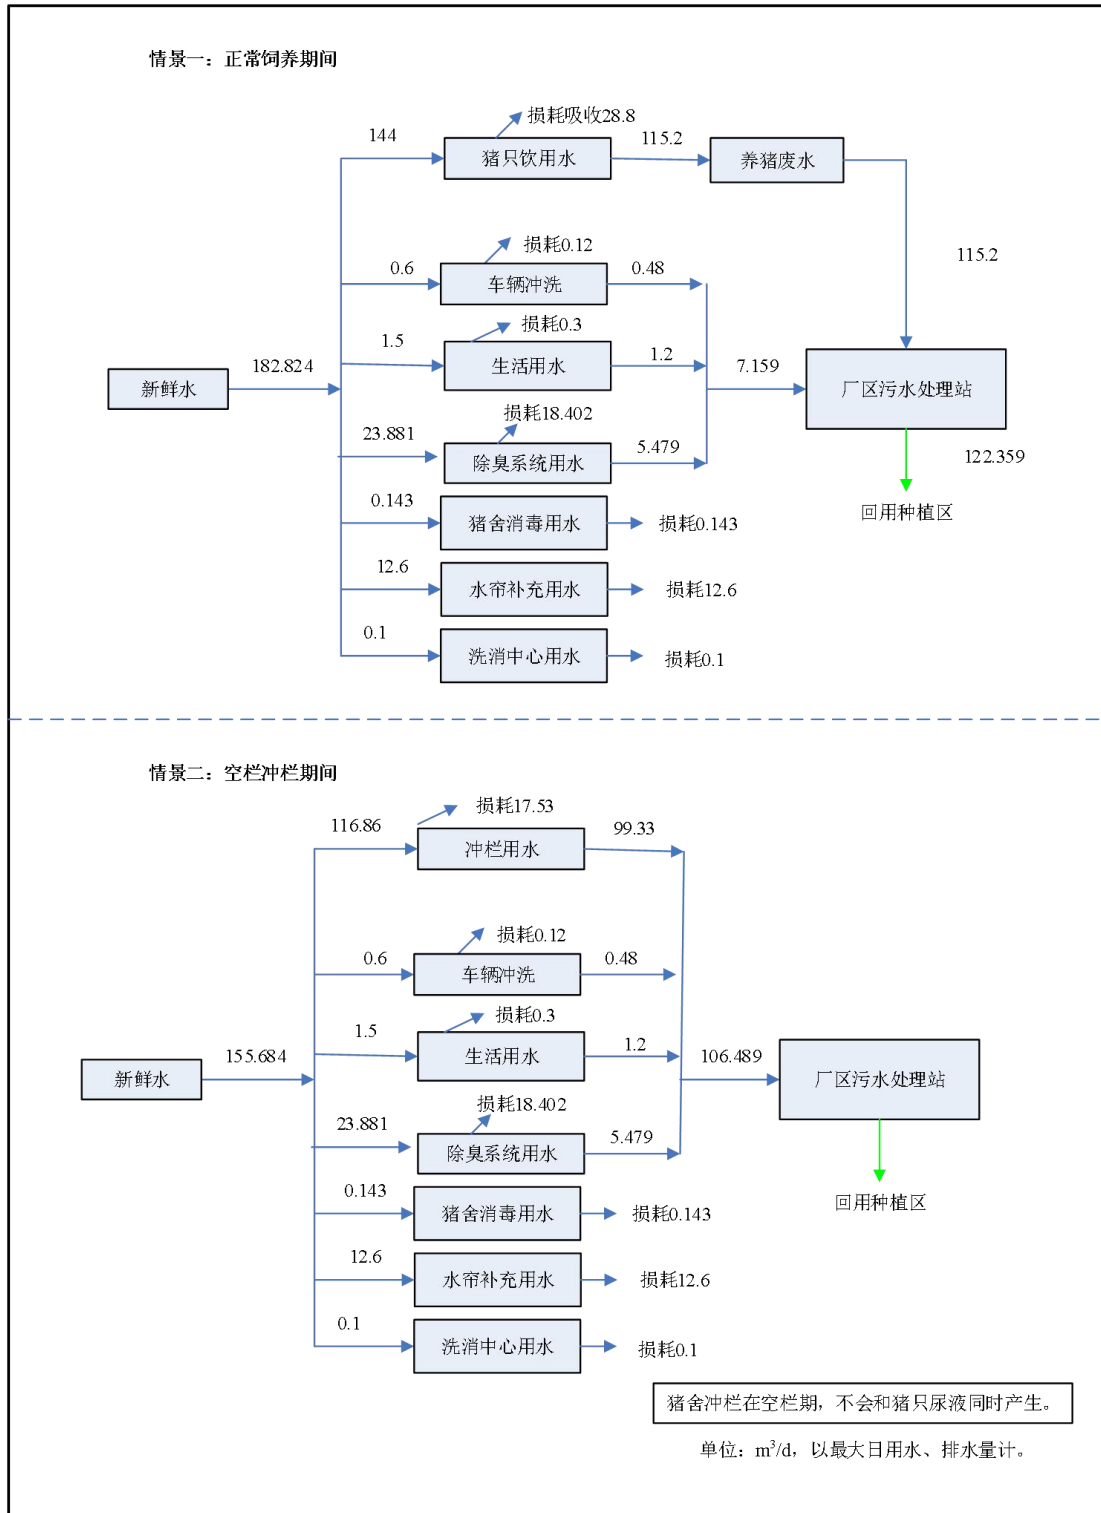 情景一：正常饲养期间
损耗吸收28.8
144
猪只饮用水
115.2
养猪废水
115.2
损耗0.12
0.6
车辆冲洗
0.48
损耗0.3
1.5
生活用水
1.2
新鲜水
182.824
7.159
厂区污水处理站
损耗18.402
23.881
除臭系统用水
5.479
122.359
回用种植区
0.143
猪舍消毒用水
损耗0.143
12.6
水帘补充用水
损耗12.6
0.1
洗消中心用水
损耗0.1
情景二：空栏冲栏期间
损耗17.53
116.86
冲栏用水
99.33
损耗0.12
0.6
车辆冲洗
0.48
损耗0.3
1.5
生活用水
1.2
新鲜水
155.684
106.489
厂区污水处理站
损耗18.402
23.881
除臭系统用水
5.479
回用种植区
0.143
猪舍消毒用水
损耗0.143
12.6
水帘补充用水
损耗12.6
0.1
洗消中心用水
损耗0.1
猪舍冲栏在空栏期，不会和猪只尿液同时产生。
单位：m³/d，以最大日用水、排水量计。